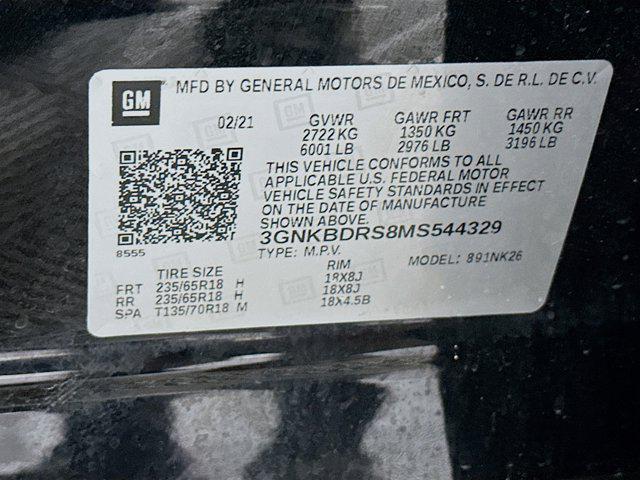 GM MFD BY GENERAL MOTORS DE MEXICO, S. DE R.L. DE C.V.
02/21 GVWR GAWR FRT GAWR RR
2722 KG 1350 KG 1450 KG
6001 LB 2976 LB 3196 LB
THIS VEHICLE CONFORMS TO ALL
APPLICABLE U.S. FEDERAL MOTOR
VEHICLE SAFETY STANDARDS IN EFFECT
ON THE DATE OF MANUFACTURE
SHOWN ABOVE.
3GNKBDRS8MS544329
8555 TYPE: M.P.V. MODEL: 891NK26
TIRE SIZE RIM
FRT 235/65R18 H 18X8J
RR 235/65R18 H 18X8J
SPA T135/70R18 M 18X4.5B